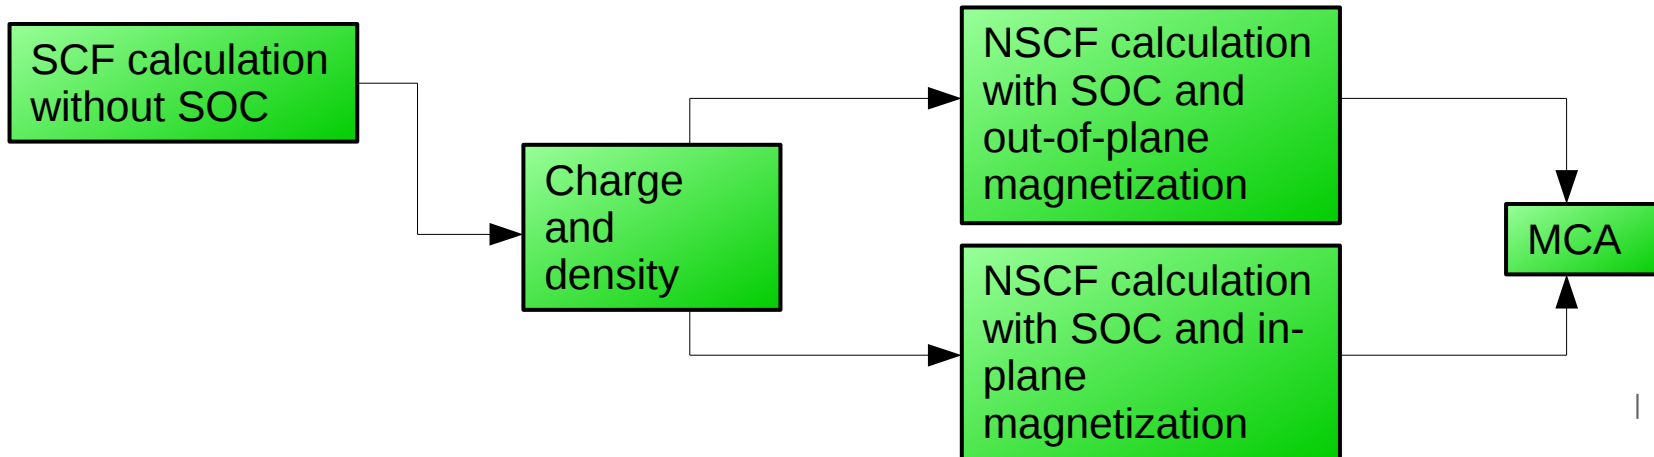 SCF calculation
without SOC
Charge
and
density
NSCF calculation
with SOC and
out-of-plane
magnetization
NSCF calculation
with SOC and in-
plane
magnetization
MCA